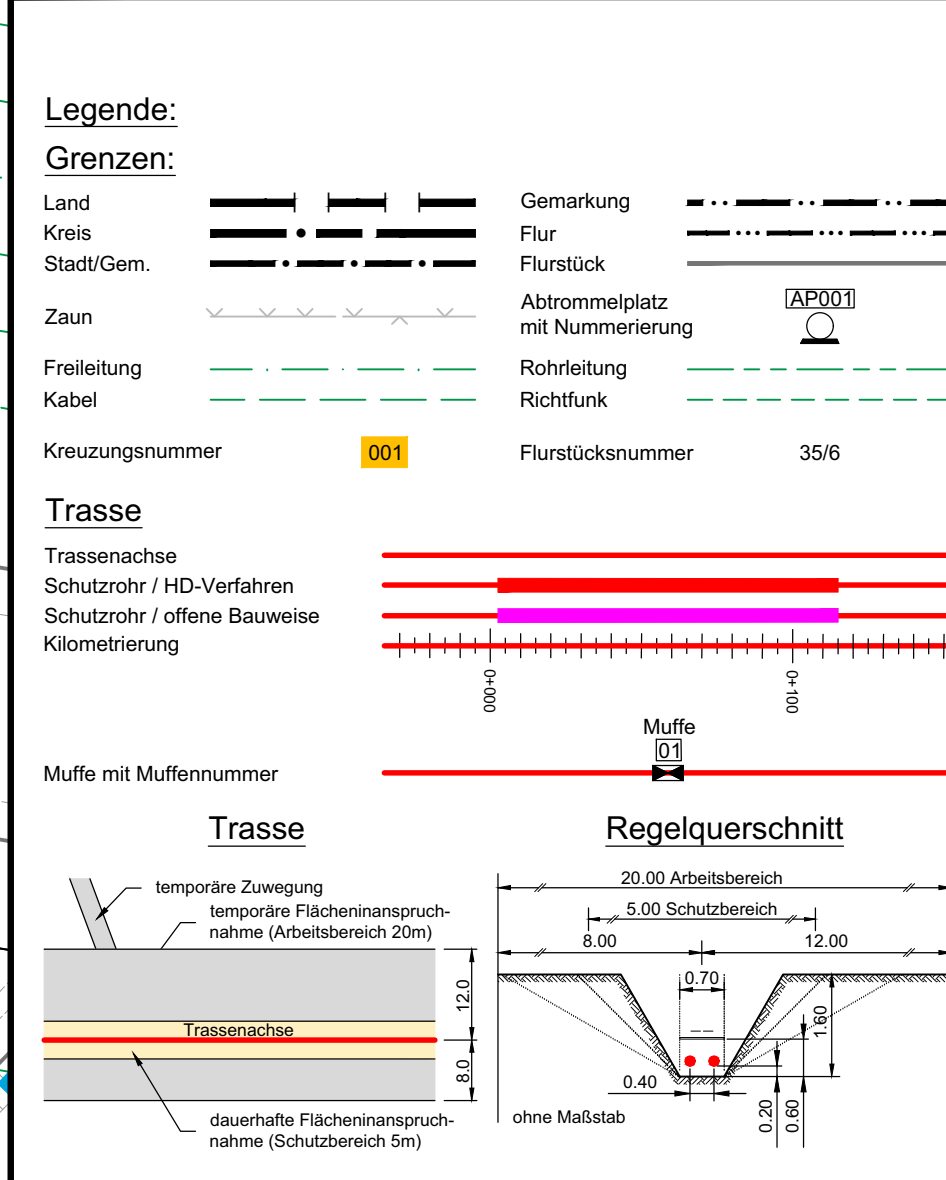 Legende:
Grenzen:
Land
Kreis
Stadt/Gem.
Zaun
Freileitung
Kabel
Kreuzungsnummer
001
Gemarkung
Flur
Flurstück
Abtrommelplatz
mit Nummerierung
AP001
Rohrleitung
Richtfunk
Flurstücksnummer
35/6
Trasse
Trassenachse
Schutzrohr / HD-Verfahren
Schutzrohr / offene Bauweise
Kilometrierung
0+000
0+100
Muffe
01
Muffe mit Muffennummer
Trasse
temporäre Zuwegung
temporäre Flächeninanspruch-
nahme (Arbeitsbereich 20m)
12.0
Trassenachse
8.0
dauerhafte Flächeninanspruch-
nahme (Schutzbereich 5m)
Regelquerschnitt
20.00 Arbeitsbereich
5.00 Schutzbereich
8.00
12.00
0.70
1.60
0.40
0.20
0.60
ohne Maßstab